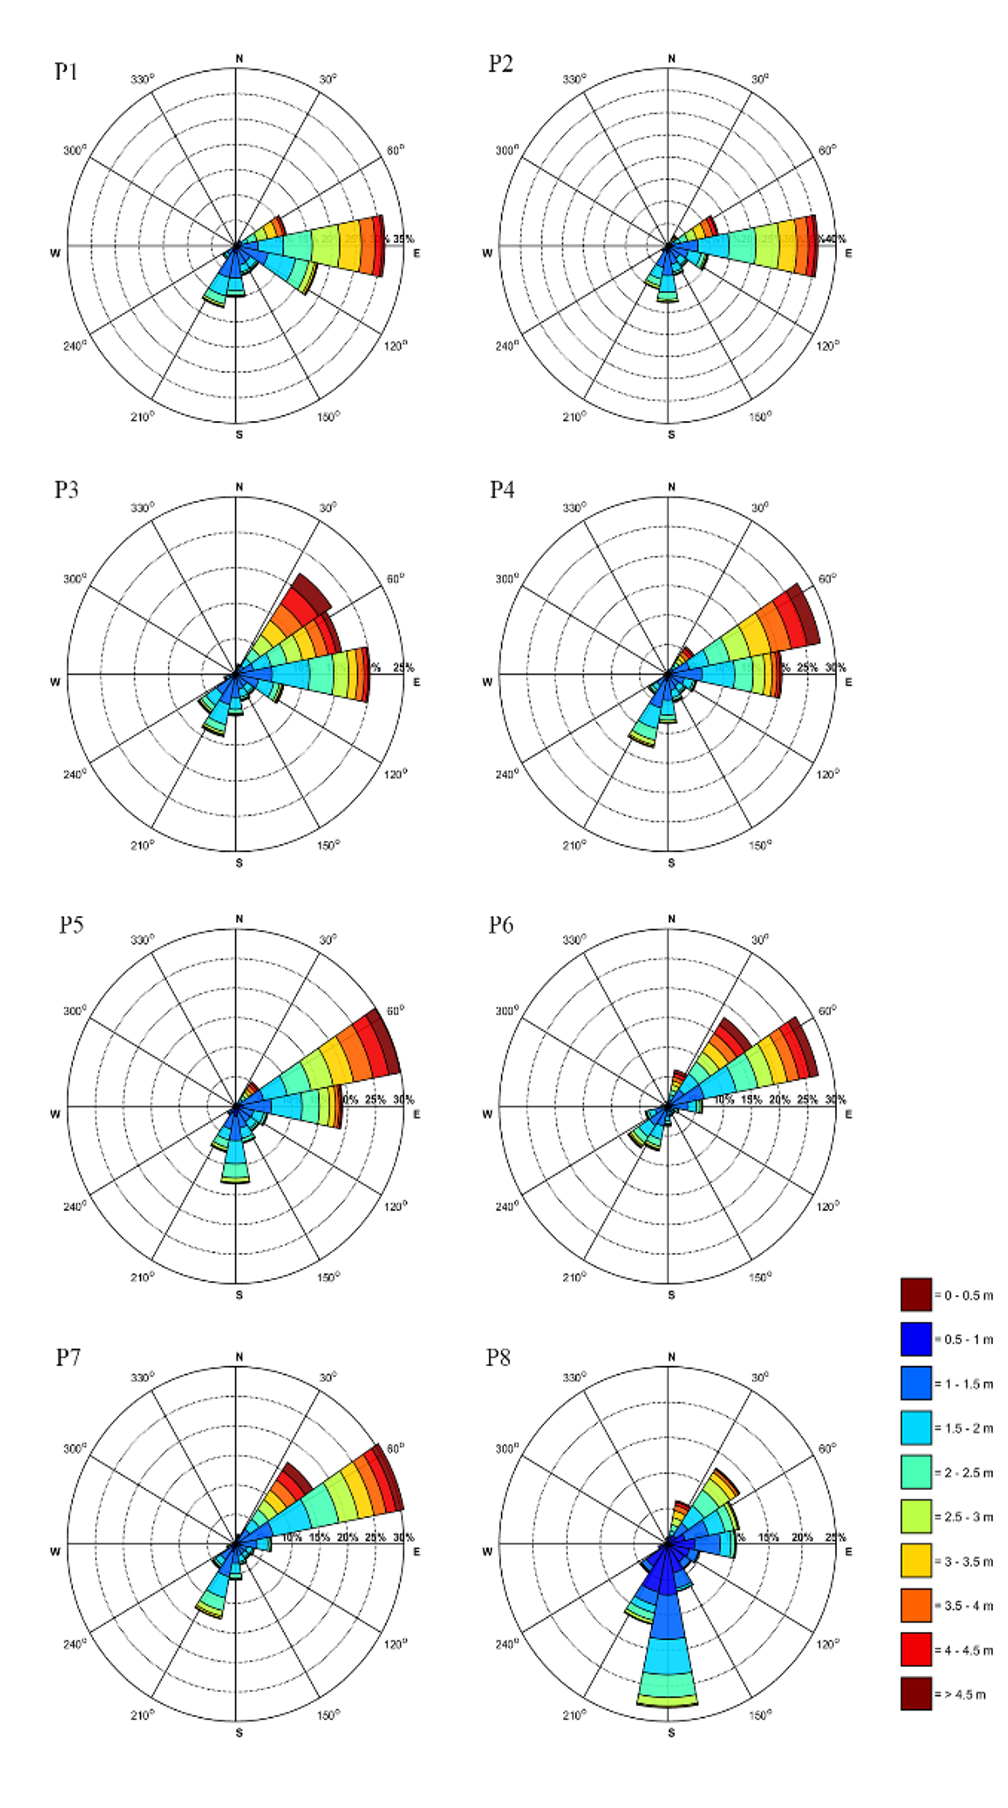 P1
N
330° 30°
300° 60°
35%
W E
240° 120°
210° 150°
S
P2
N
330° 30°
300° 60°
40%
W E
240° 120°
210° 150°
S
P3
N
330° 30°
300° 60°
% 25%
W E
240° 120°
210° 150°
S
P4
N
330° 30°
300° 60°
% 25% 30%
W E
240° 120°
210° 150°
S
P5
N
330° 30°
300° 60°
0% 25% 30%
W E
240° 120°
210° 150°
S
P6
N
330° 30°
300° 60°
10% 15% 20% 25% 30%
W E
240° 120°
210° 150°
S
P7
N
330° 30°
300° 60°
10% 15% 20% 25% 30%
W E
240° 120°
210° 150°
S
P8
N
330° 30°
300° 60°
% 15% 20% 25%
W E
240° 120°
210° 150°
S
= 0 - 0.5 m
= 0.5 - 1 m
= 1 - 1.5 m
= 1.5 - 2 m
= 2 - 2.5 m
= 2.5 - 3 m
= 3 - 3.5 m
= 3.5 - 4 m
= 4 - 4.5 m
= > 4.5 m